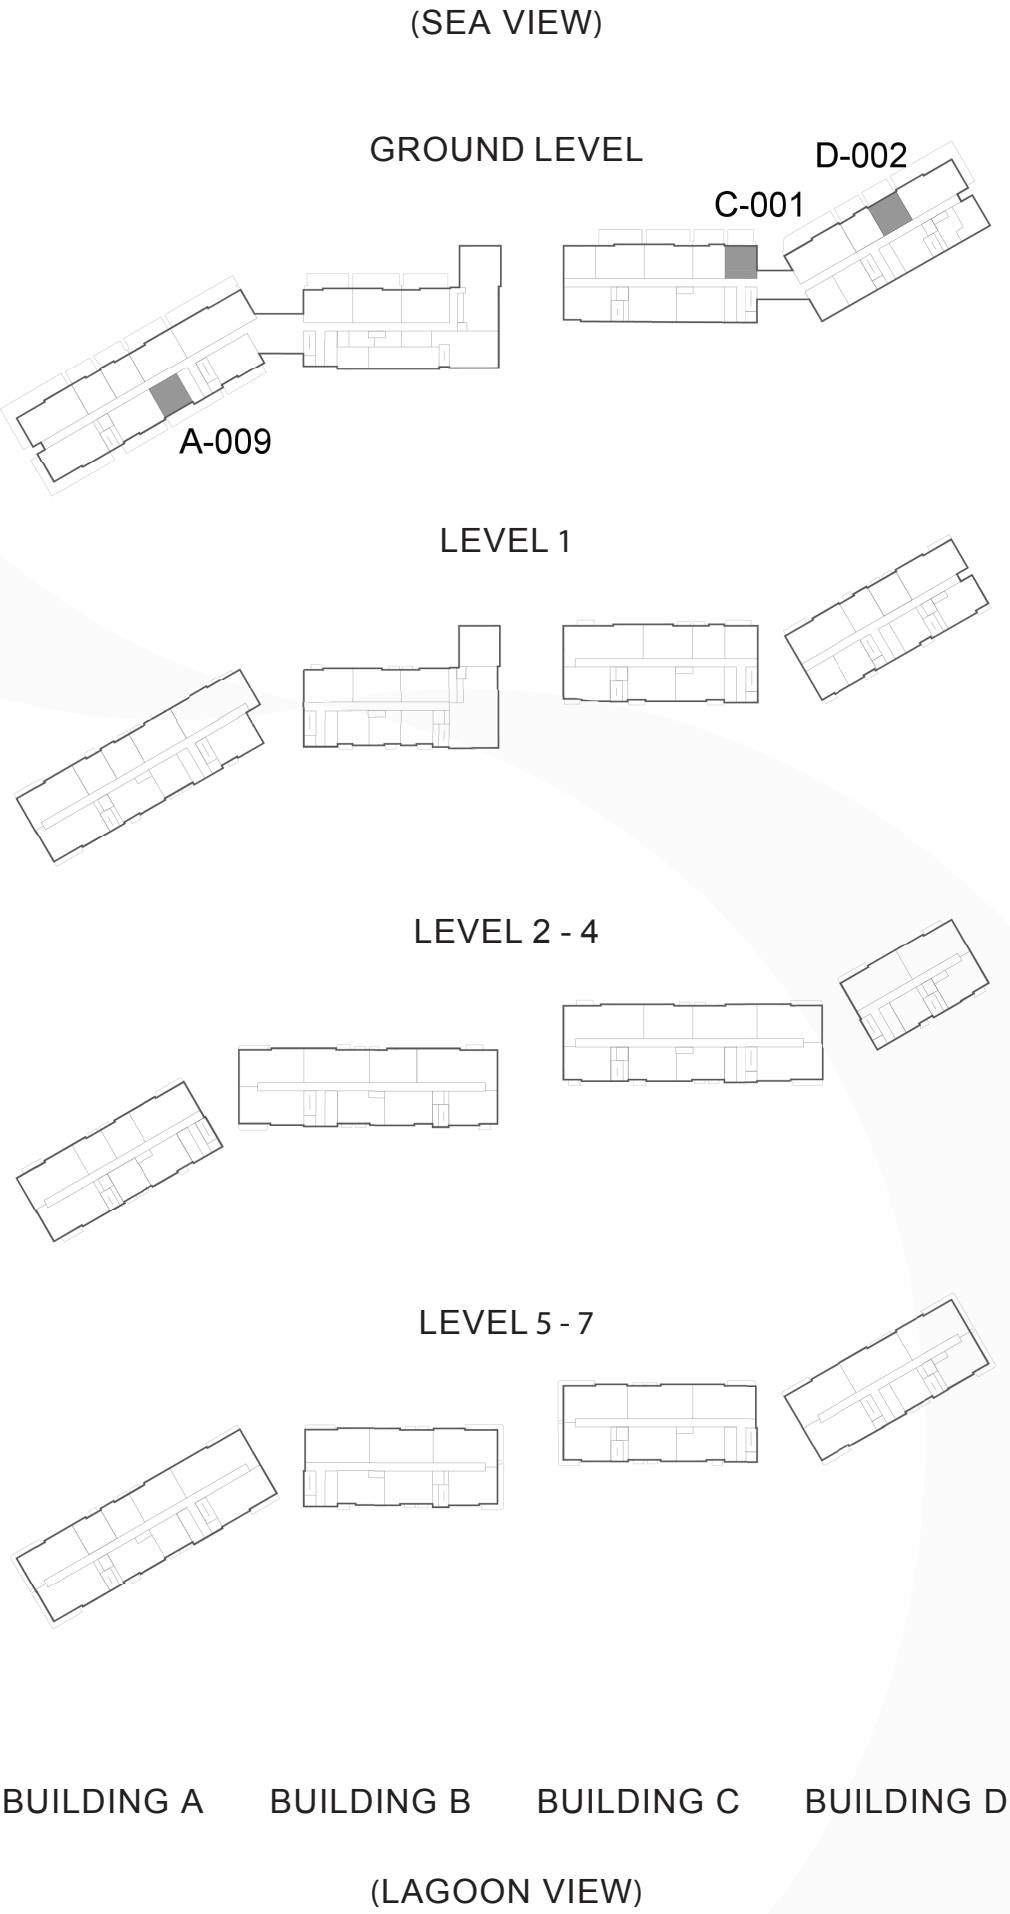 (SEA VIEW)
GROUND LEVEL
D-002
C-001
A-009
LEVEL 1
LEVEL 2 - 4
LEVEL 5 - 7
BUILDING A BUILDING B BUILDING C BUILDING D
(LAGOON VIEW)